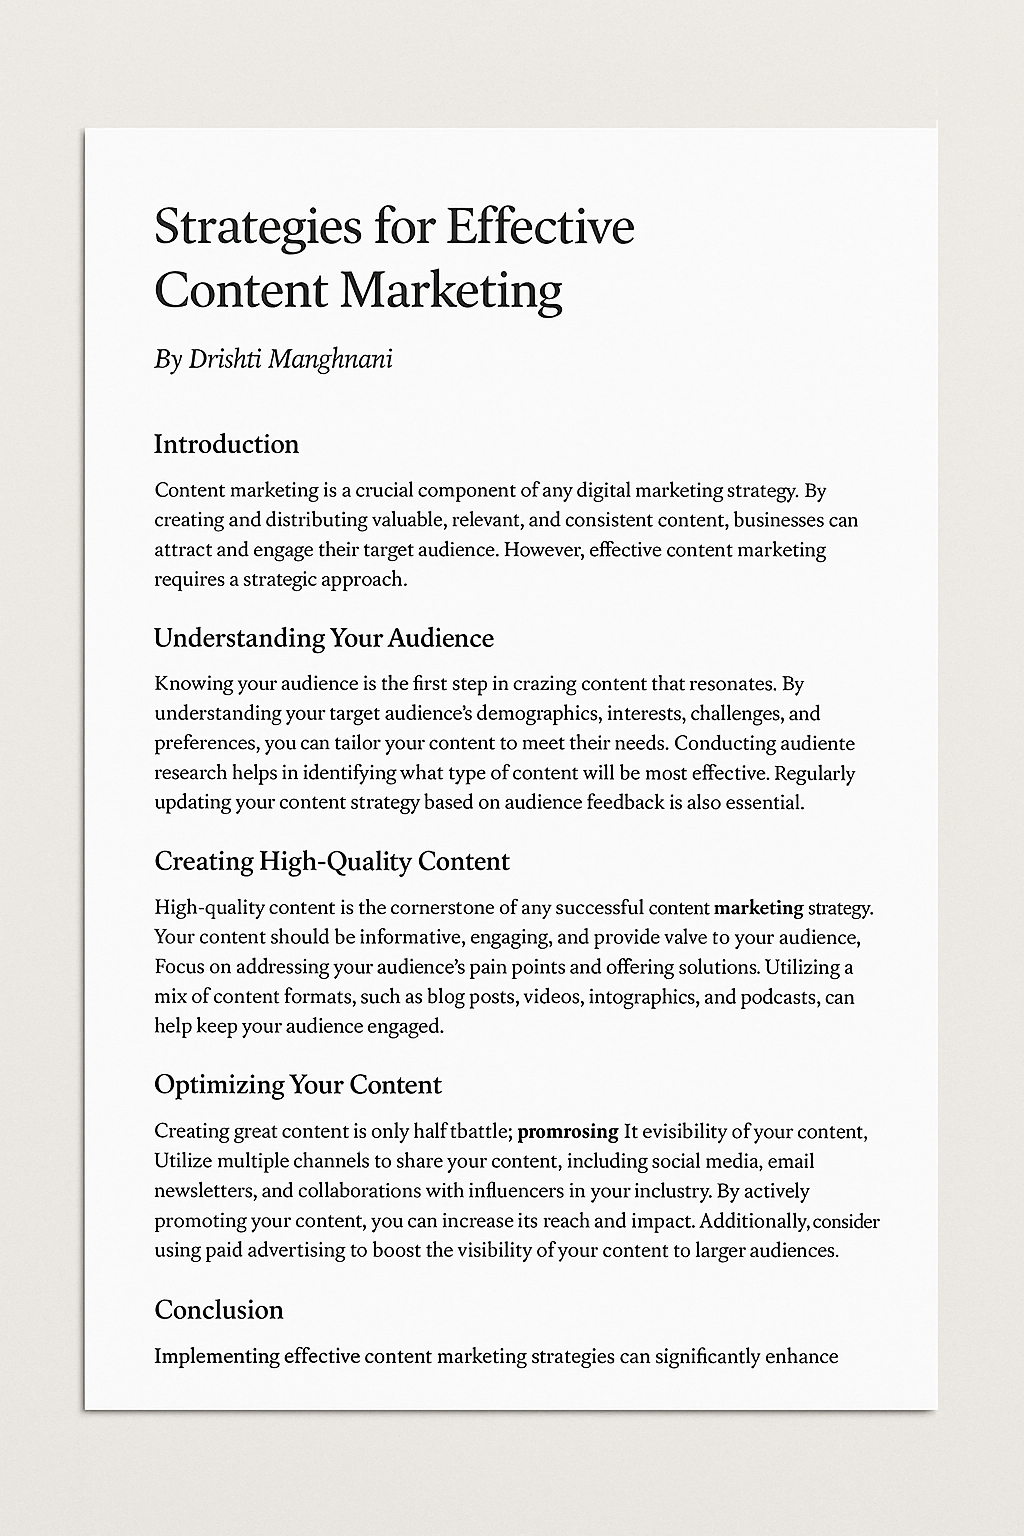 Strategies for Effective
Content Marketing
By Drishti Manghnani
Introduction
Content marketing is a crucial component of any digital marketing strategy. By
creating and distributing valuable, relevant, and consistent content, businesses can
attract and engage their target audience. However, effective content marketing
requires a strategic approach.
Understanding Your Audience
Knowing your audience is the first step in crazing content that resonates. By
understanding your target audience's demographics, interests, challenges, and
preferences, you can tailor your content to meet their needs. Conducting audiente
research helps in identifying what type of content will be most effective. Regularly
updating your content strategy based on audience feedback is also essential.
Creating High-Quality Content
High-quality content is the cornerstone of any successful content marketing strategy.
Your content should be informative, engaging, and provide valve to your audience,
Focus on addressing your audience's pain points and offering solutions. Utilizing a
mix of content formats, such as blog posts, videos, intographics, and podcasts, can
help keep your audience engaged.
Optimizing Your Content
Creating great content is only half tbattle; promrosing It evisibility of your content,
Utilize multiple channels to share your content, including social media, email
newsletters, and collaborations with influencers in your inclustry. By actively
promoting your content, you can increase its reach and impact. Additionally, consider
using paid advertising to boost the visibility of your content to larger audiences.
Conclusion
Implementing effective content marketing strategies can significantly enhance